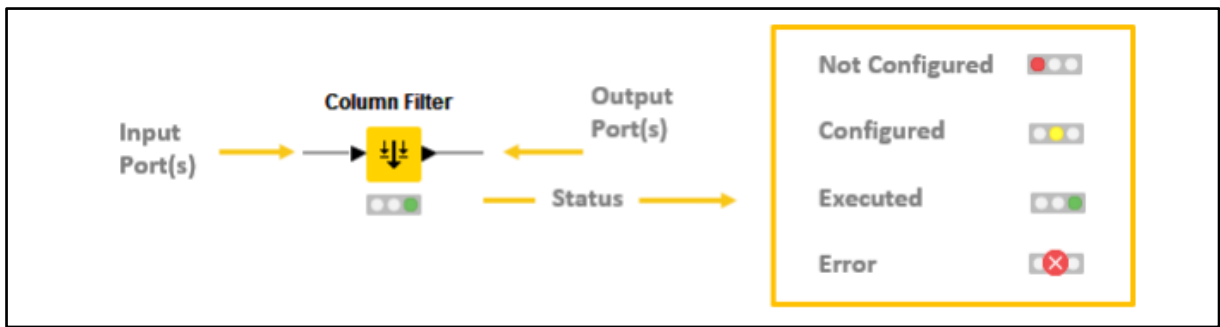 Column Filter
Input
Port(s)
Output
Port(s)
Status
Not Configured
Configured
Executed
Error